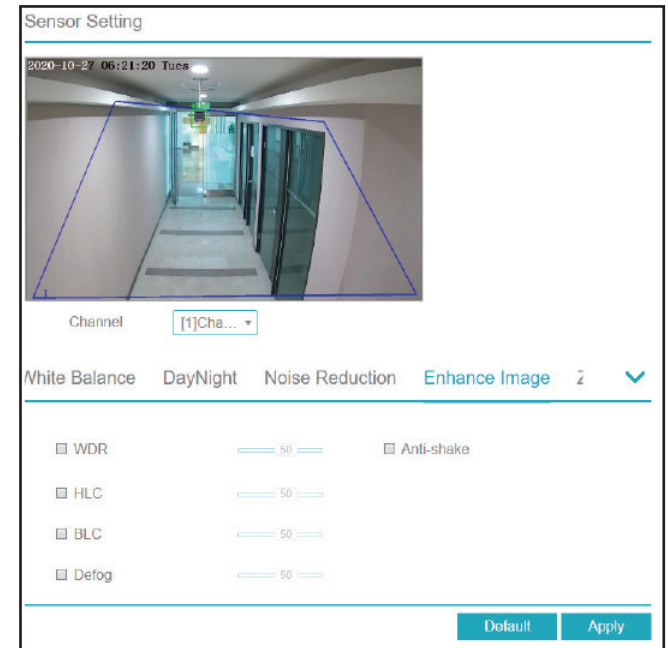 Sensor Setting
2020-10-27 06:21:20 Tues
1
Channel [1]Cha...
White Balance DayNight Noise Reduction Enhance Image Z
WDR 50 Anti-shake
HLC 50
BLC 50
Defog 50
Default Apply